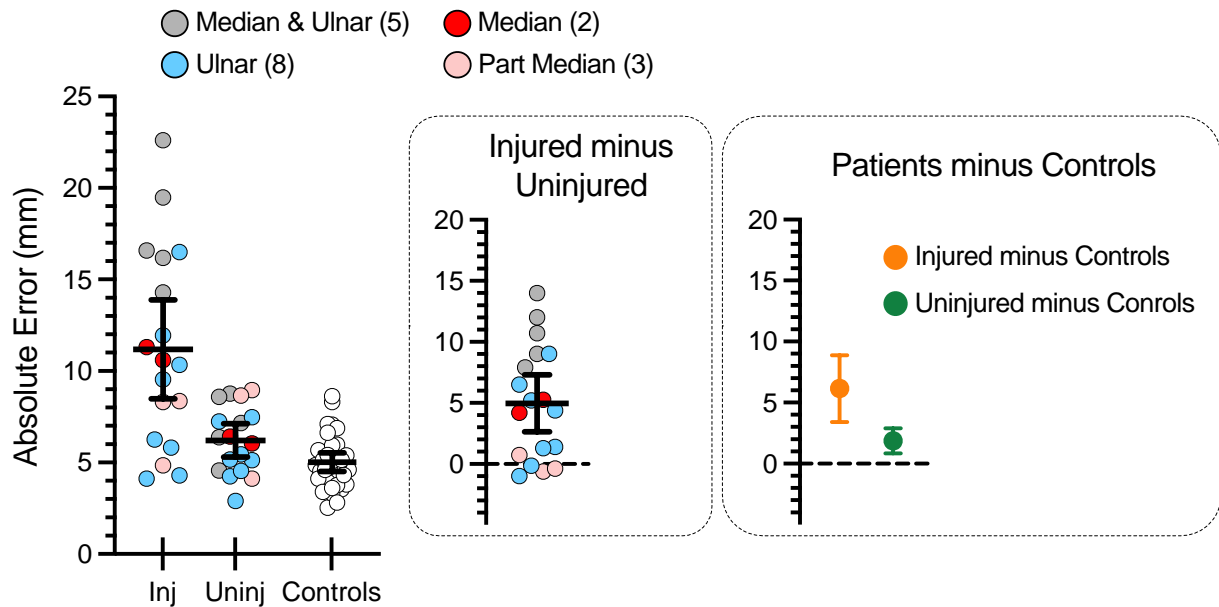 Median & Ulnar (5)
Median (2)
Ulnar (8)
Part Median (3)
Absolute Error (mm)
25
20
15
10
5
0
Inj
Uninj
Controls
Injured minus
Uninjured
20
15
10
5
0
Patients minus Controls
20
15
10
5
0
Injured minus Controls
Uninjured minus Conrols